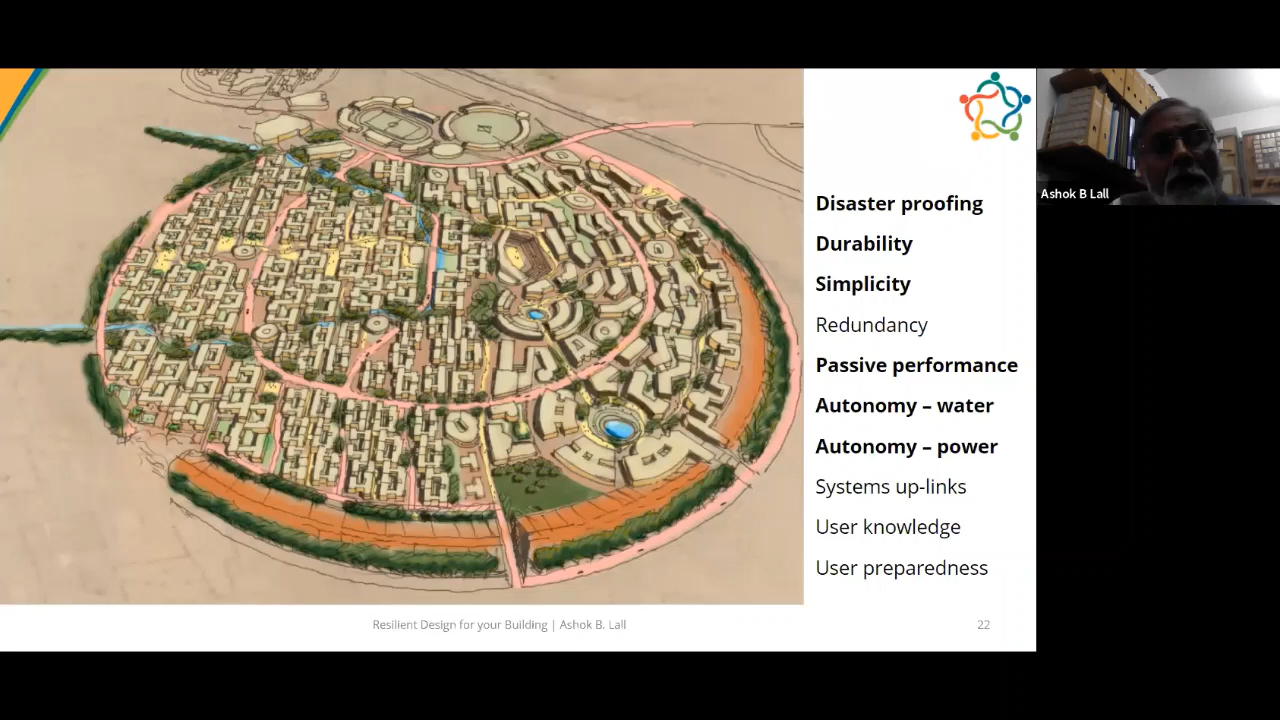 Disaster proofing
Durability
Simplicity
Redundancy
Passive performance
Autonomy – water
Autonomy – power
Systems up-links
User knowledge
User preparedness
Resilient Design for your Building | Ashok B. Lall
22
Ashok B Lall